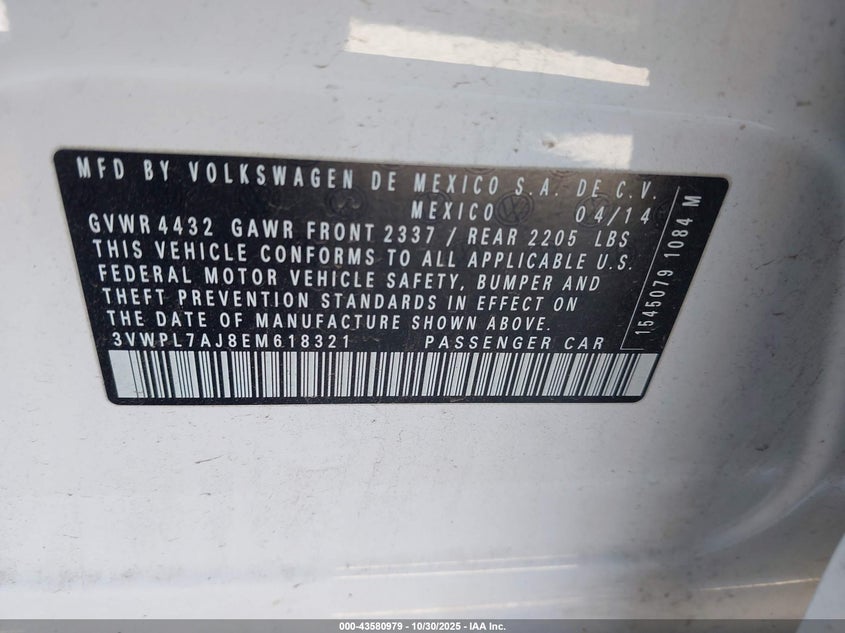 MFD BY VOLKSWAGEN DE MEXICO S.A. DE C.V.
MEXICO 04/14
GVWR 4432 GAWR FRONT 2337 / REAR 2205 LBS
THIS VEHICLE CONFORMS TO ALL APPLICABLE U.S.
FEDERAL MOTOR VEHICLE SAFETY, BUMPER AND
THEFT PREVENTION STANDARDS IN EFFECT ON
THE DATE OF MANUFACTURE SHOWN ABOVE.
3VWPL7AJ8EM618321 PASSENGER CAR
1545079 1084 M
000-43580979 - 10/30/2025 - IAA Inc.